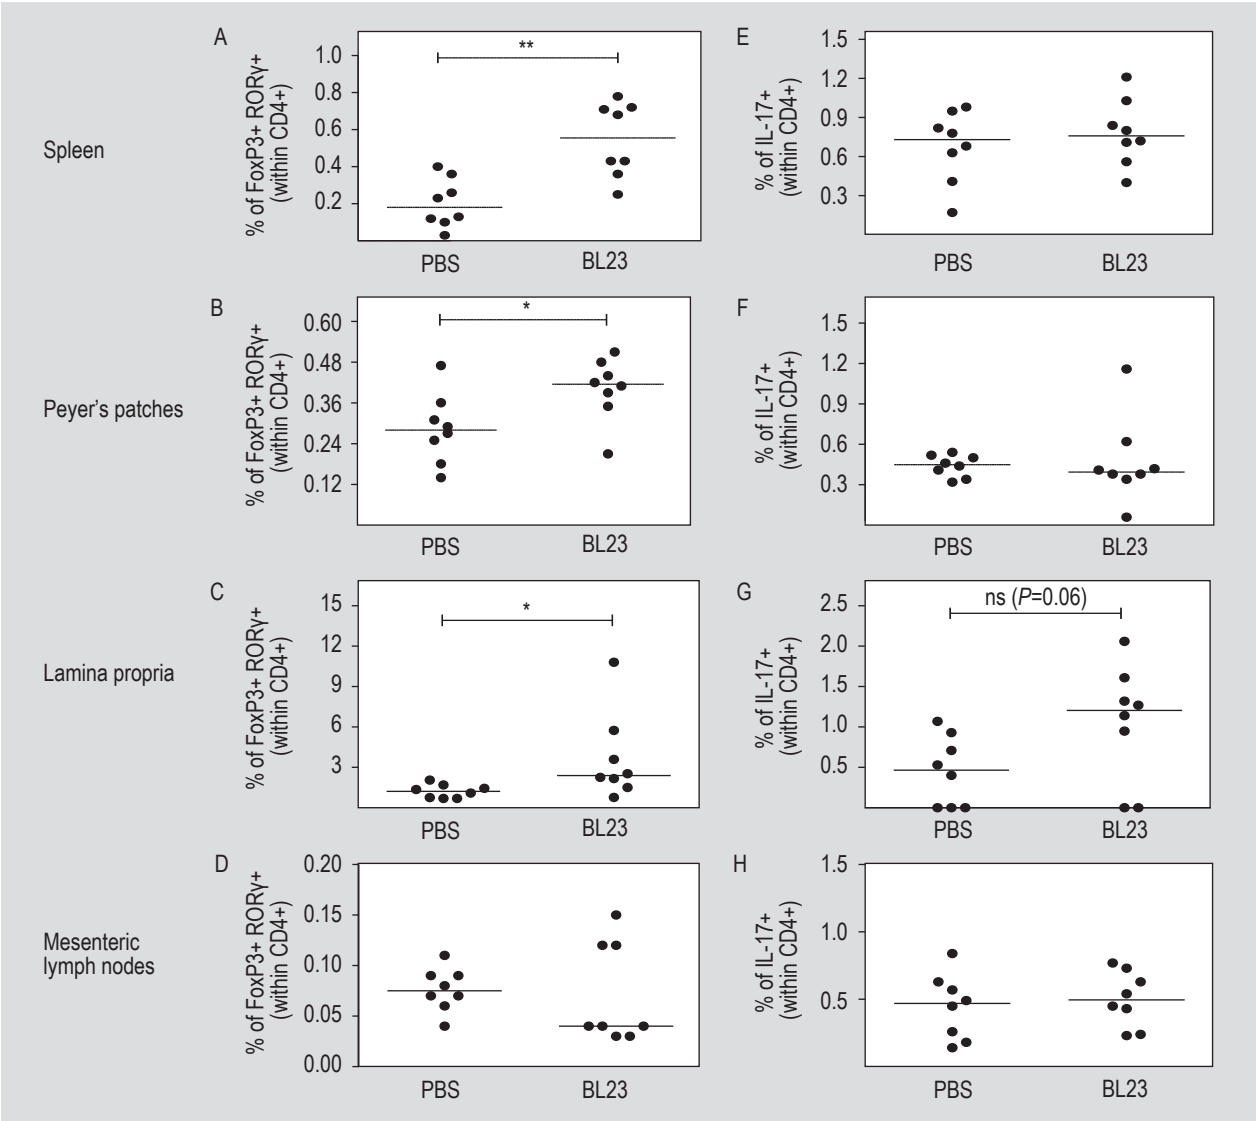 A
% of FoxP3+ RORγ+
(within CD4+)
1.0
0.8
0.6
0.4
0.2
**
PBS
BL23
E
% of IL-17+
(within CD4+)
1.5
1.2
0.9
0.6
0.3
PBS
BL23
Spleen
B
% of FoxP3+ RORγ+
(within CD4+)
0.60
0.48
0.36
0.24
0.12
*
PBS
BL23
F
% of IL-17+
(within CD4+)
1.5
1.2
0.9
0.6
0.3
PBS
BL23
Peyer's patches
C
% of FoxP3+ RORγ+
(within CD4+)
15
12
9
6
3
*
PBS
BL23
G
% of IL-17+
(within CD4+)
2.5
2.0
1.5
1.0
0.5
ns (P=0.06)
PBS
BL23
Lamina propria
D
% of FoxP3+ RORγ+
(within CD4+)
0.20
0.15
0.10
0.05
0.00
PBS
BL23
H
% of IL-17+
(within CD4+)
1.5
1.0
0.5
PBS
BL23
Mesenteric
lymph nodes